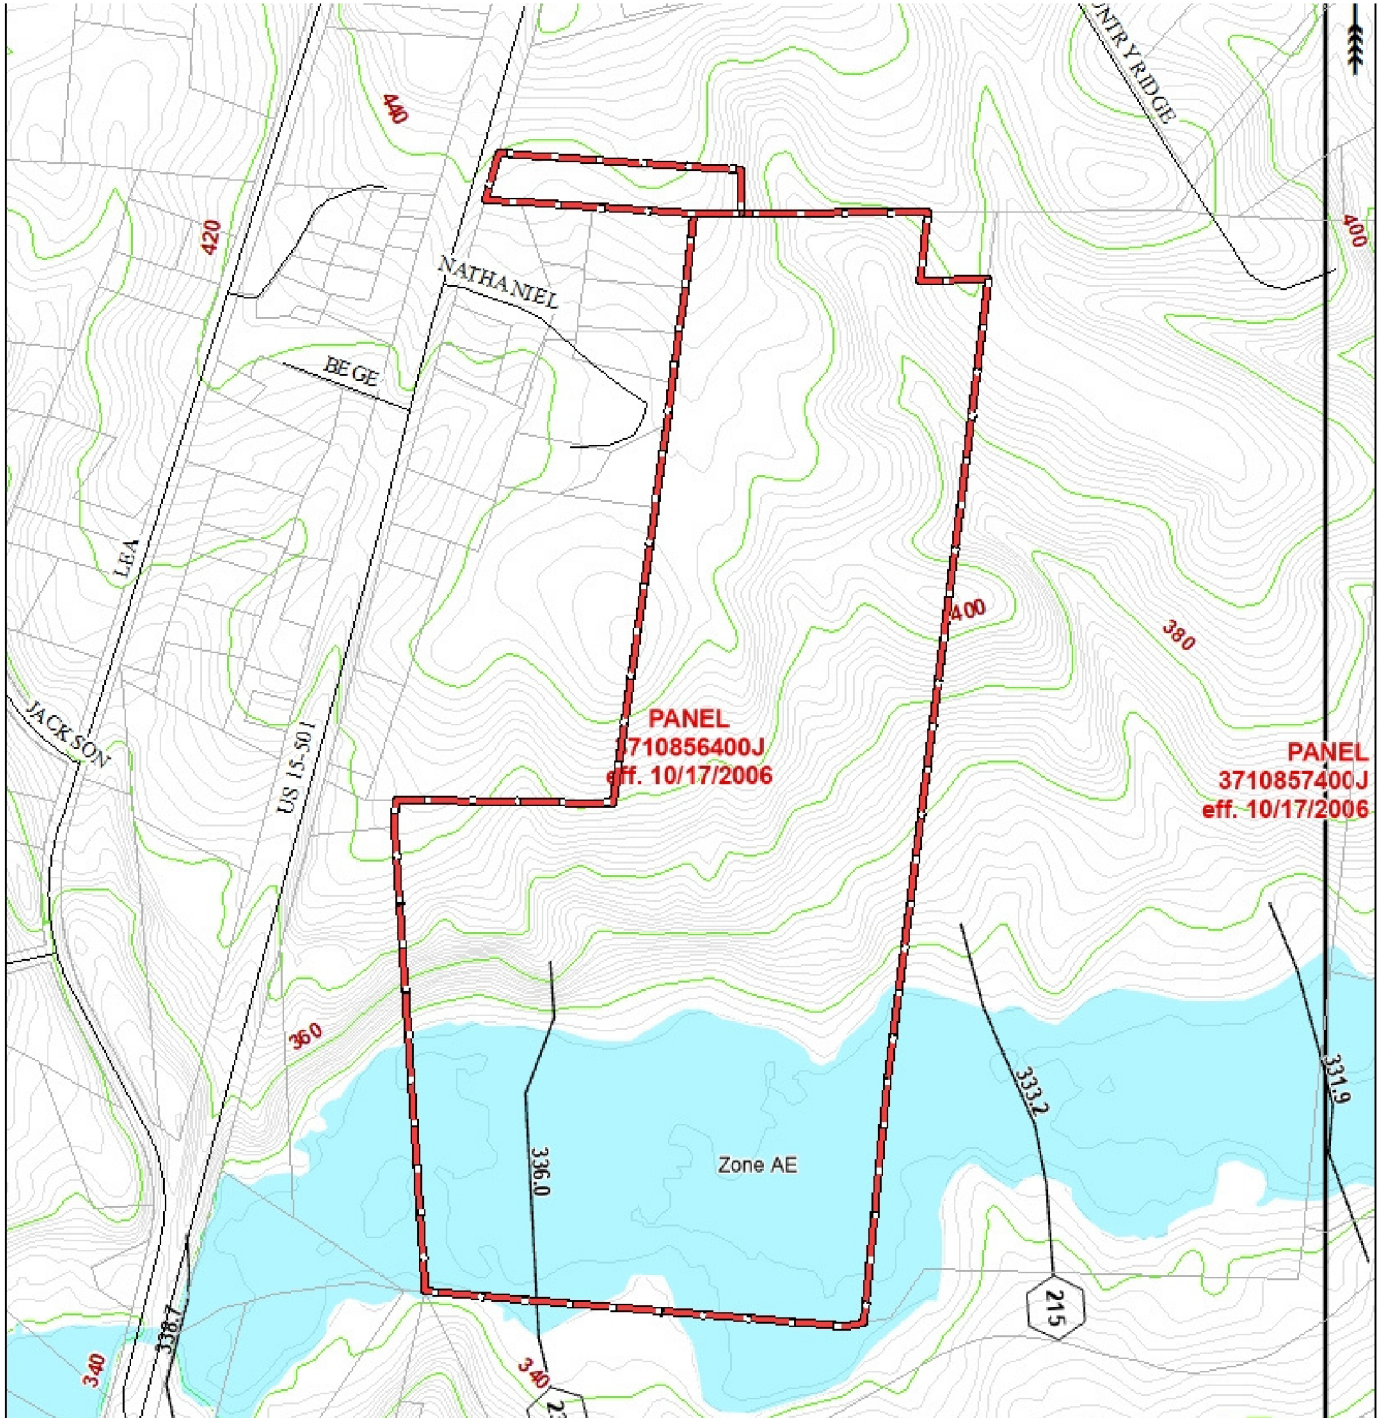 440
420
400
NATHANIEL
BEGE
LEA
JACKSON
US 15-501
400
380
PANEL
3710856400J
eff. 10/17/2006
PANEL
3710857400J
eff. 10/17/2006
360
336.0
Zone AE
333.2
331.9
215
338.7
340
340